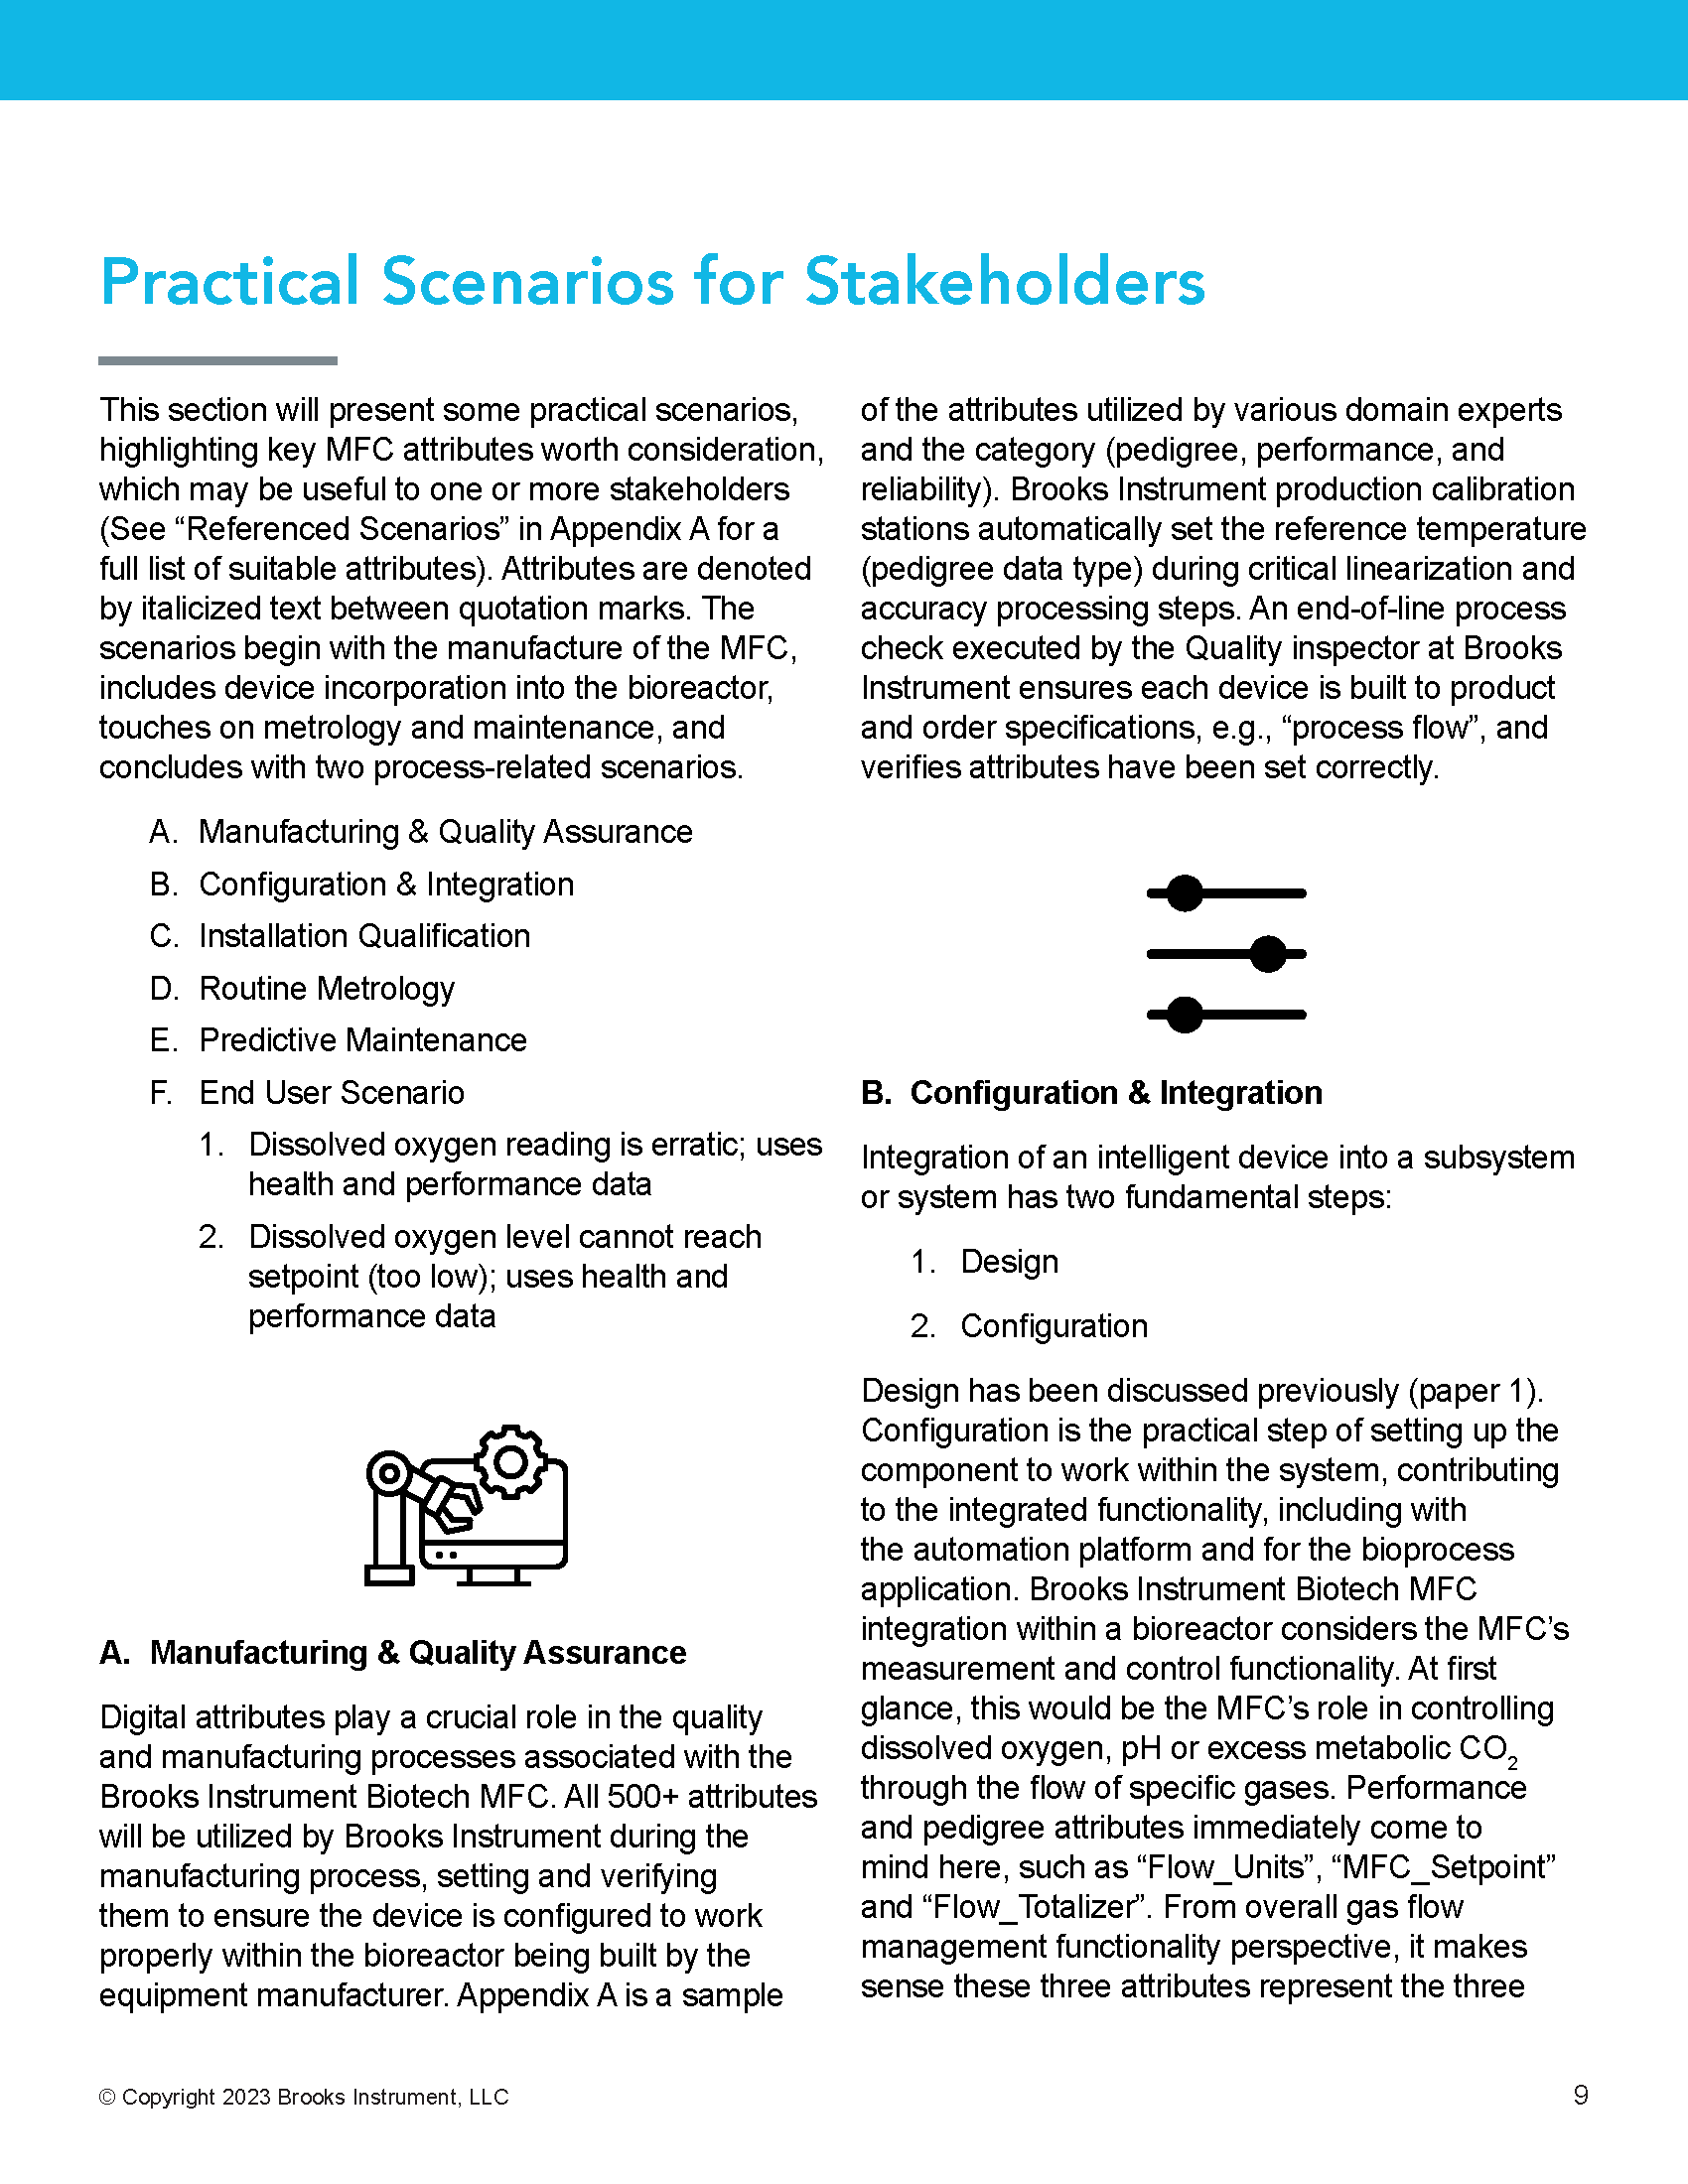 Practical Scenarios for Stakeholders
This section will present some practical scenarios,
highlighting key MFC attributes worth consideration,
which may be useful to one or more stakeholders
(See “Referenced Scenarios” in Appendix A for a
full list of suitable attributes). Attributes are denoted
by italicized text between quotation marks. The
scenarios begin with the manufacture of the MFC,
includes device incorporation into the bioreactor,
touches on metrology and maintenance, and
concludes with two process-related scenarios.
A. Manufacturing & Quality Assurance
B. Configuration & Integration
C. Installation Qualification
D. Routine Metrology
E. Predictive Maintenance
F. End User Scenario
1. Dissolved oxygen reading is erratic; uses
health and performance data
2. Dissolved oxygen level cannot reach
setpoint (too low); uses health and
performance data
A. Manufacturing & Quality Assurance
Digital attributes play a crucial role in the quality
and manufacturing processes associated with the
Brooks Instrument Biotech MFC. All 500+ attributes
will be utilized by Brooks Instrument during the
manufacturing process, setting and verifying
them to ensure the device is configured to work
properly within the bioreactor being built by the
equipment manufacturer. Appendix A is a sample
of the attributes utilized by various domain experts
and the category (pedigree, performance, and
reliability). Brooks Instrument production calibration
stations automatically set the reference temperature
(pedigree data type) during critical linearization and
accuracy processing steps. An end-of-line process
check executed by the Quality inspector at Brooks
Instrument ensures each device is built to product
and order specifications, e.g., “process flow”, and
verifies attributes have been set correctly.
B. Configuration & Integration
Integration of an intelligent device into a subsystem
or system has two fundamental steps:
1. Design
2. Configuration
Design has been discussed previously (paper 1).
Configuration is the practical step of setting up the
component to work within the system, contributing
to the integrated functionality, including with
the automation platform and for the bioprocess
application. Brooks Instrument Biotech MFC
integration within a bioreactor considers the MFC’s
measurement and control functionality. At first
glance, this would be the MFC’s role in controlling
dissolved oxygen, pH or excess metabolic CO₂
through the flow of specific gases. Performance
and pedigree attributes immediately come to
mind here, such as “Flow_Units”, “MFC_Setpoint”
and “Flow_Totalizer”. From overall gas flow
management functionality perspective, it makes
sense these three attributes represent the three
© Copyright 2023 Brooks Instrument, LLC
9